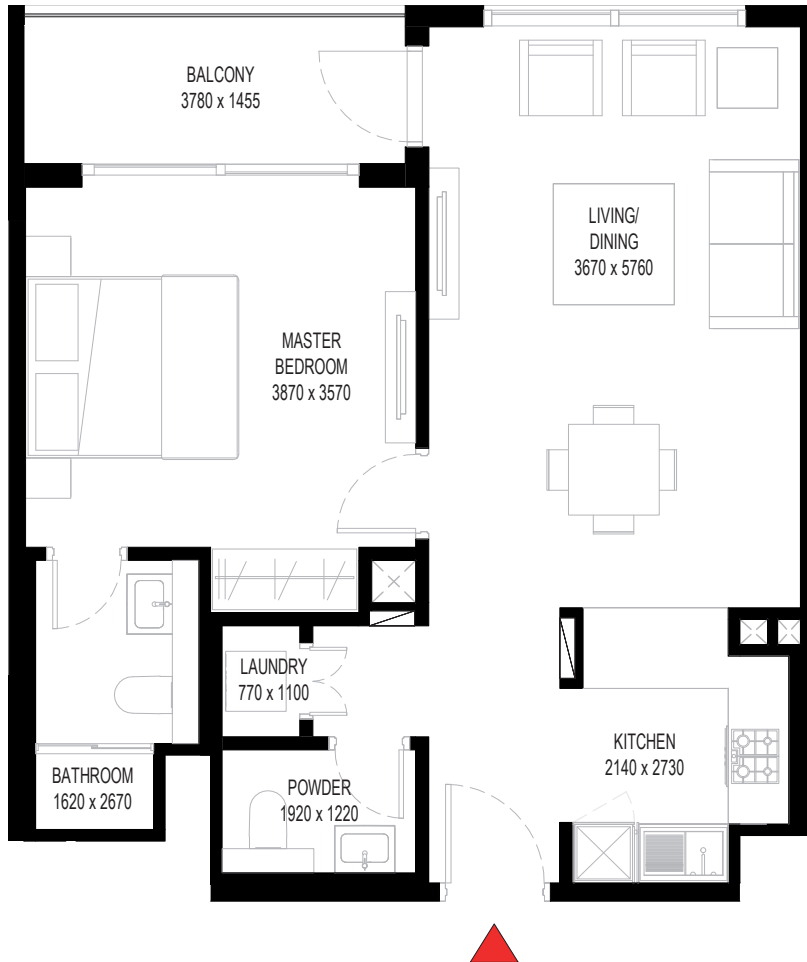 BALCONY
3780 x 1455
LIVING/
DINING
3670 x 5760
MASTER
BEDROOM
3870 x 3570
LAUNDRY
770 x 1100
KITCHEN
2140 x 2730
BATHROOM
1620 x 2670
POWDER
1920 x 1220